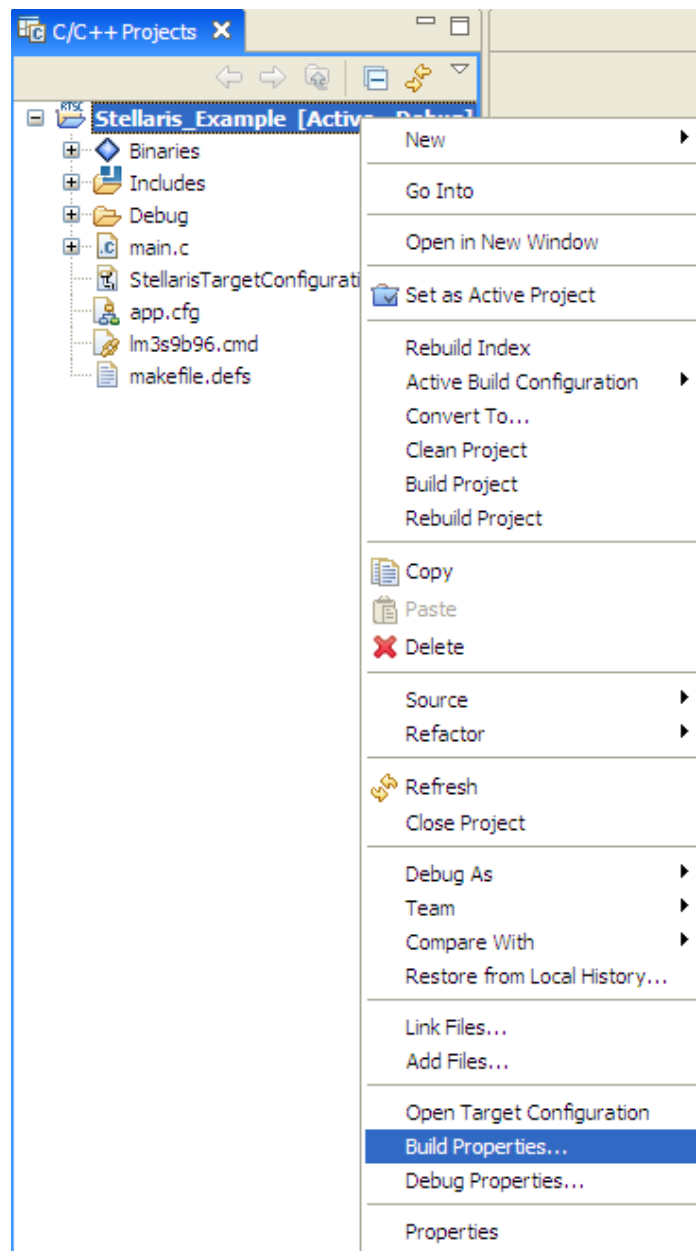 C/C++ Projects
RTSC
Stellaris_Example [Active - Debug]
Binaries
Includes
Debug
.c main.c
StellarisTargetConfigurati
app.cfg
lm3s9b96.cmd
makefile.defs
New
Go Into
Open in New Window
Set as Active Project
Rebuild Index
Active Build Configuration
Convert To...
Clean Project
Build Project
Rebuild Project
Copy
Paste
Delete
Source
Refactor
Refresh
Close Project
Debug As
Team
Compare With
Restore from Local History...
Link Files...
Add Files...
Open Target Configuration
Build Properties...
Debug Properties...
Properties